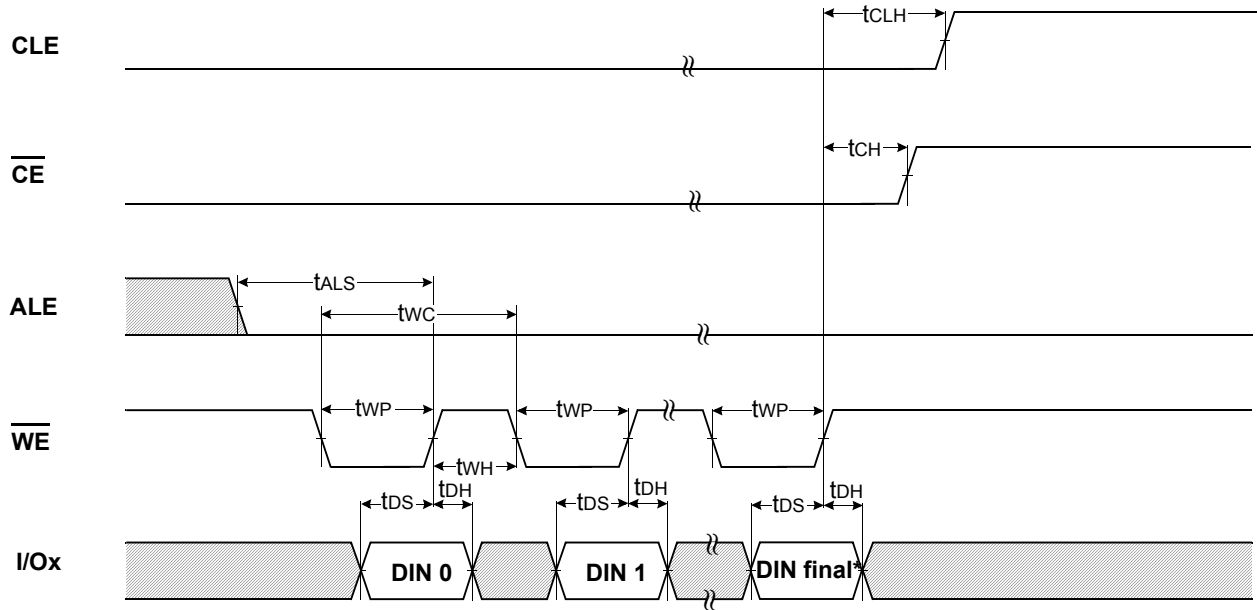 tCLH
CLE
tCH
CE
tALS
ALE
tWC
tWP
tWP
tWP
WE
tWH
tDH
tDH
tDH
tDS
tDS
tDS
I/Ox
DIN 0
DIN 1
DIN final*